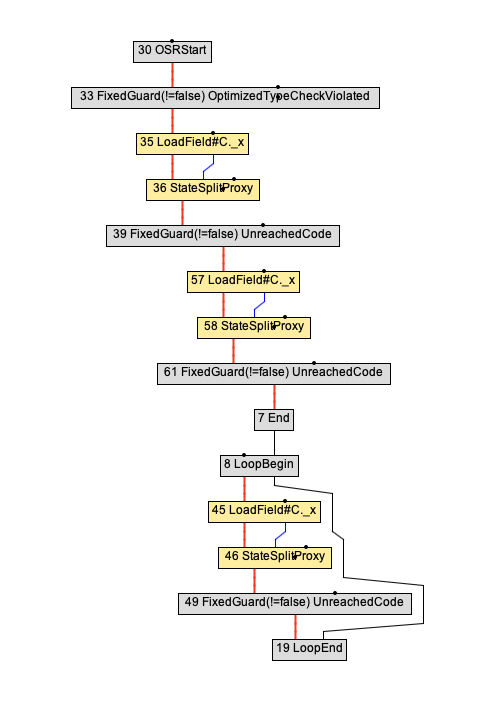 30 OSRStart
33 FixedGuard(!=false) OptimizedTypeCheckViolated
35 LoadField#C._x
36 StateSplitProxy
39 FixedGuard(!=false) UnreachedCode
57 LoadField#C._x
58 StateSplitProxy
61 FixedGuard(!=false) UnreachedCode
7 End
8 LoopBegin
45 LoadField#C._x
46 StateSplitProxy
49 FixedGuard(!=false) UnreachedCode
19 LoopEnd